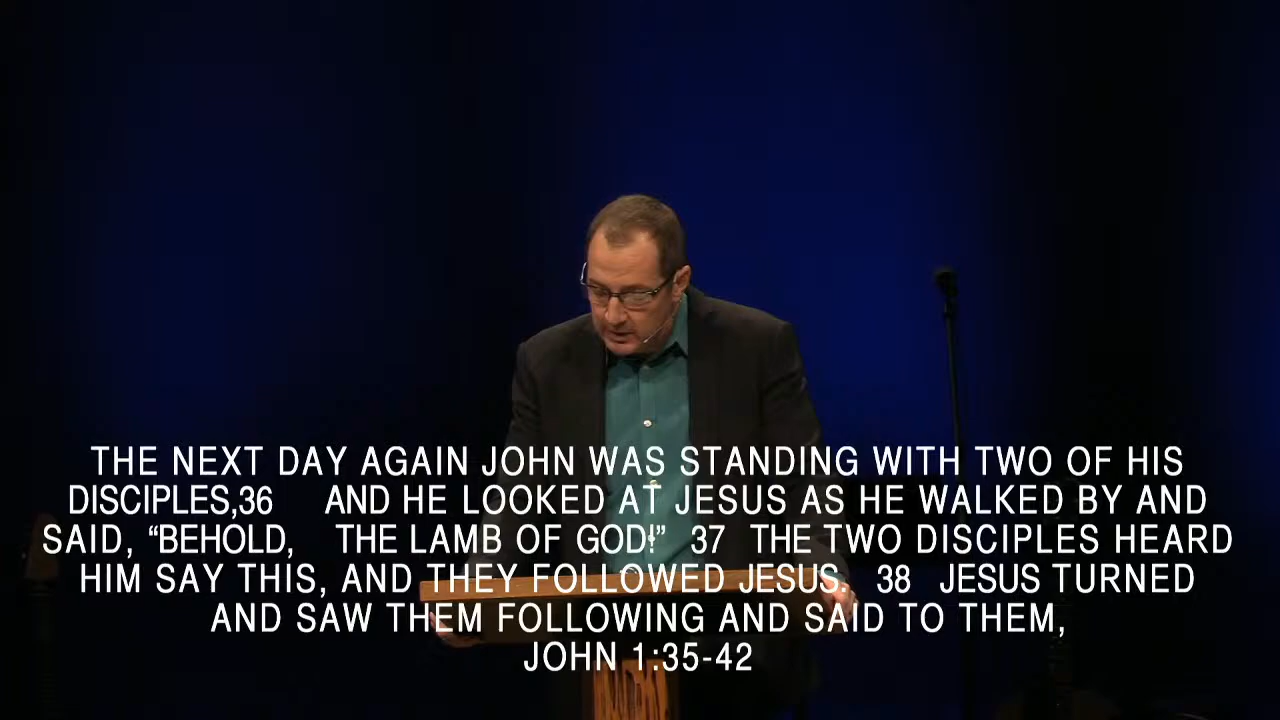 THE NEXT DAY AGAIN JOHN WAS STANDING WITH TWO OF HIS
DISCIPLES,36 AND HE LOOKED AT JESUS AS HE WALKED BY AND
SAID, “BEHOLD, THE LAMB OF GOD!” 37 THE TWO DISCIPLES HEARD
HIM SAY THIS, AND THEY FOLLOWED JESUS. 38 JESUS TURNED
AND SAW THEM FOLLOWING AND SAID TO THEM,
JOHN 1:35-42